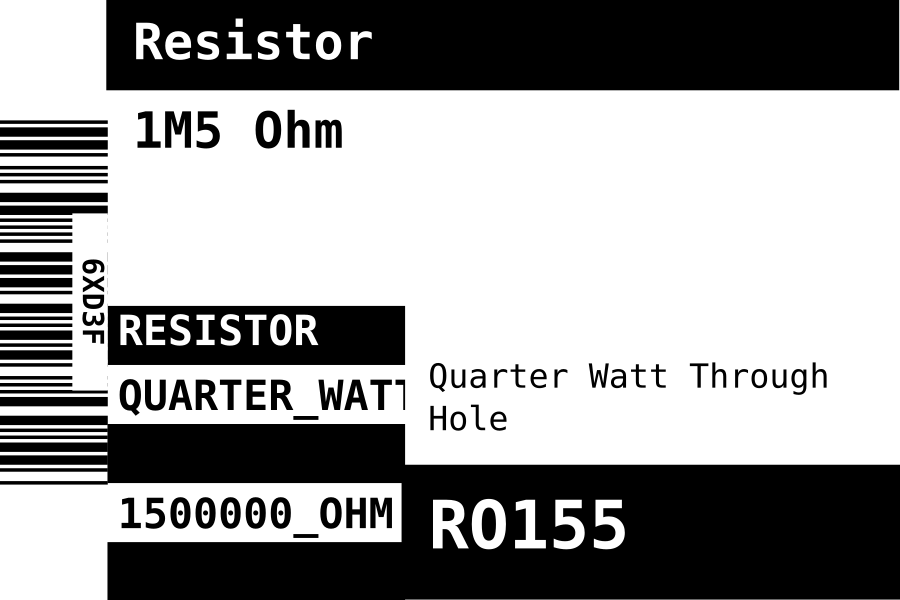 Resistor
1M5 Ohm
6XD3F
RESISTOR
QUARTER_WATT
Quarter Watt Through
Hole
1500000_OHM
RO155